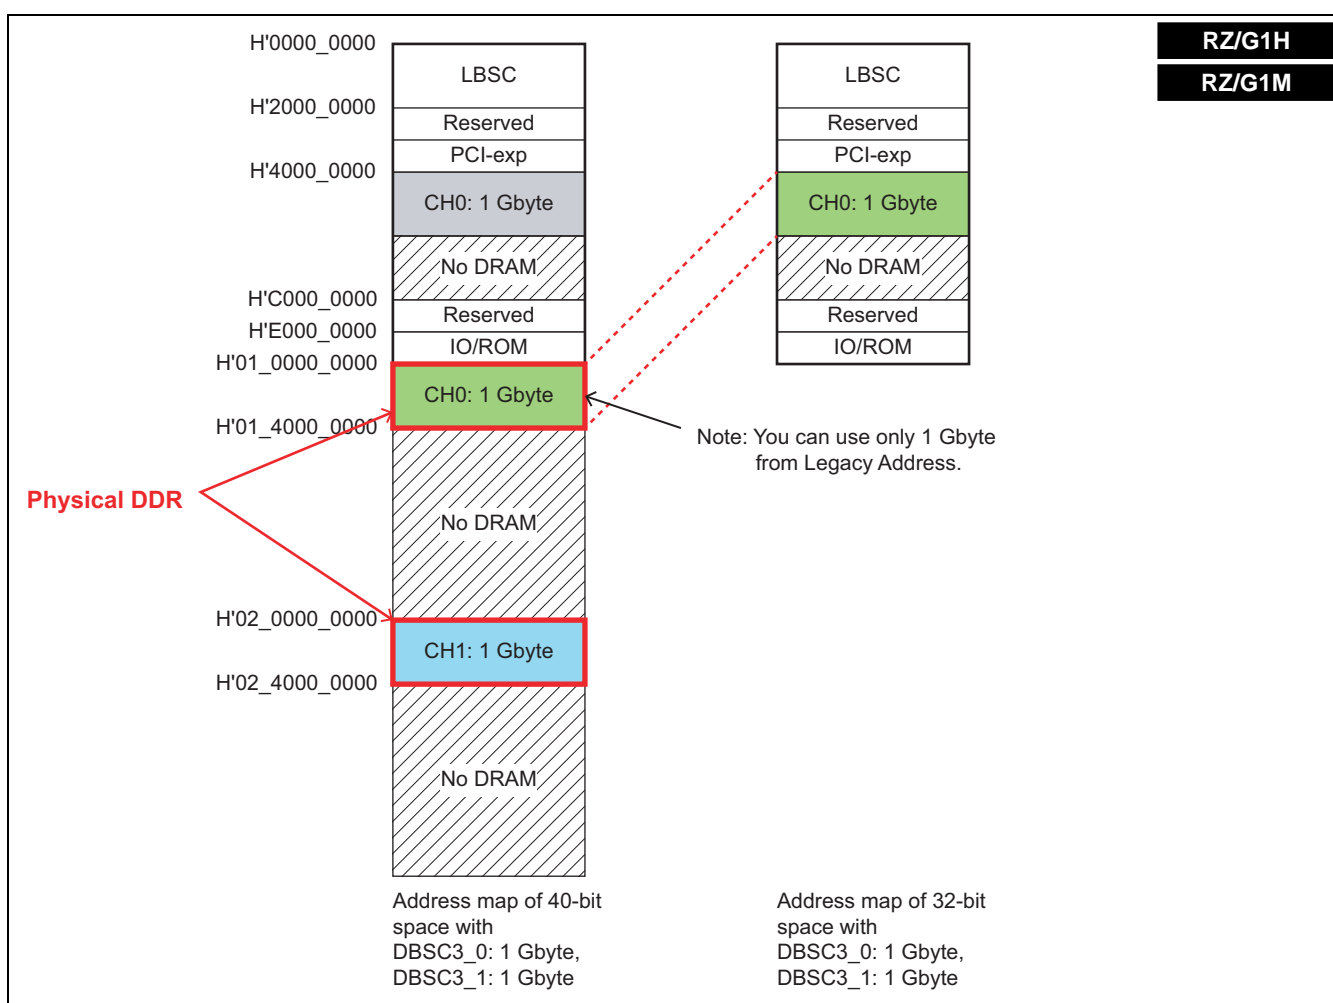 RZ/G1H
RZ/G1M
H'0000_0000
LBSC
H'2000_0000
Reserved
PCI-exp
H'4000_0000
CH0: 1 Gbyte
No DRAM
H'C000_0000
Reserved
H'E000_0000
IO/ROM
H'01_0000_0000
CH0: 1 Gbyte
H'01_4000_0000
No DRAM
Physical DDR
H'02_0000_0000
CH1: 1 Gbyte
H'02_4000_0000
No DRAM
Address map of 40-bit
space with
DBSC3_0: 1 Gbyte,
DBSC3_1: 1 Gbyte
LBSC
Reserved
PCI-exp
CH0: 1 Gbyte
No DRAM
Reserved
IO/ROM
Note: You can use only 1 Gbyte
from Legacy Address.
Address map of 32-bit
space with
DBSC3_0: 1 Gbyte,
DBSC3_1: 1 Gbyte